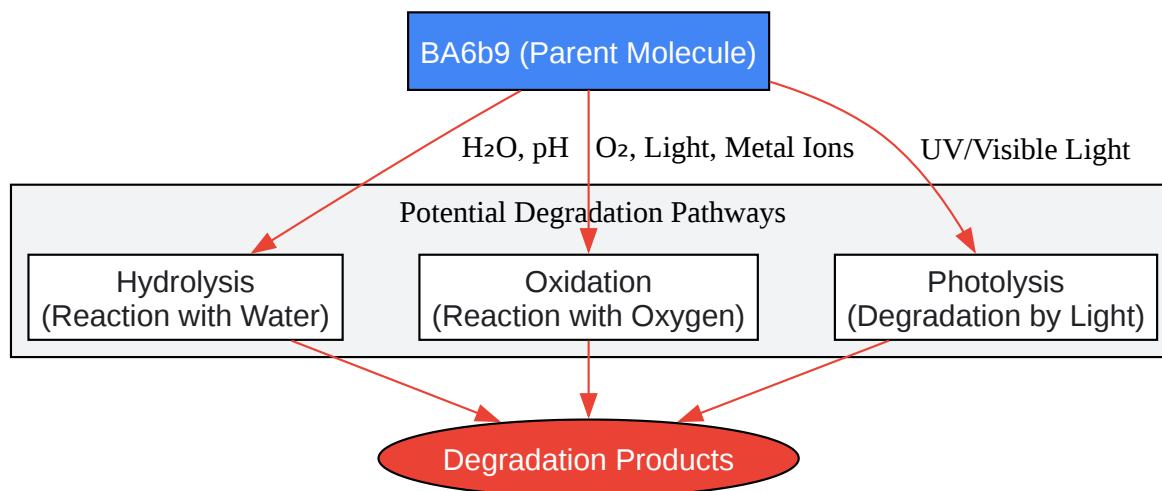 BA6b9 (Parent Molecule)
H₂O, pH
O₂, Light, Metal Ions
UV/Visible Light
Potential Degradation Pathways
Hydrolysis
(Reaction with Water)
Oxidation
(Reaction with Oxygen)
Photolysis
(Degradation by Light)
Degradation Products